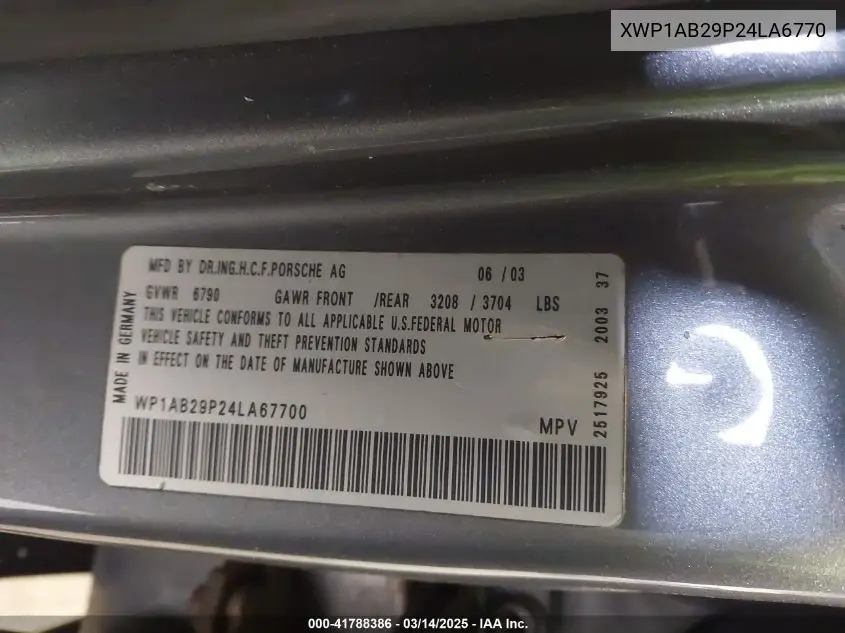 XWP1AB29P24LA6770
MFD BY DR.ING.H.C.F.PORSCHE AG 06 / 03
GVWR 6790 GAWR FRONT /REAR 3208 / 3704 LBS
THIS VEHICLE CONFORMS TO ALL APPLICABLE U.S.FEDERAL MOTOR
VEHICLE SAFETY AND THEFT PREVENTION STANDARDS
IN EFFECT ON THE DATE OF MANUFACTURE SHOWN ABOVE
MADE IN GERMANY
WP1AB29P24LA67700
MPV
2517925 2003 37
000-41788386 - 03/14/2025 - IAA Inc.